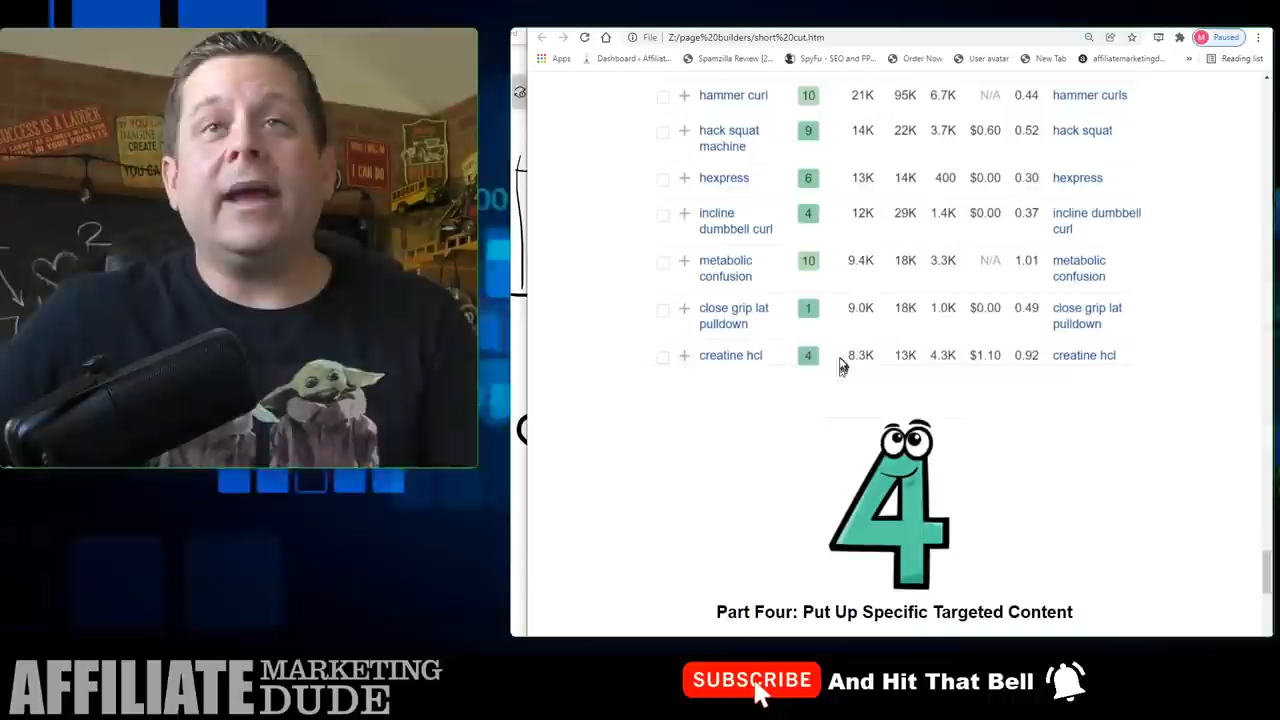 File
Z:/page%20builders/short%20cut.htm
Paused
Apps
Dashboard ‹ Affiliat...
Spamzilla Review [2...
SpyFu - SEO and PP...
Order Now
User avatar
New Tab
affiliatemarketingd...
»
Reading list
hammer curl 10 21K 95K 6.7K N/A 0.44 hammer curls
hack squat machine 9 14K 22K 3.7K $0.60 0.52 hack squat
hexpress 6 13K 14K 400 $0.00 0.30 hexpress
incline dumbbell curl 4 12K 29K 1.4K $0.00 0.37 incline dumbbell curl
metabolic confusion 10 9.4K 18K 3.3K N/A 1.01 metabolic confusion
close grip lat pulldown 1 9.0K 18K 1.0K $0.00 0.49 close grip lat pulldown
creatine hcl 4 8.3K 13K 4.3K $1.10 0.92 creatine hcl
4
Part Four: Put Up Specific Targeted Content
SUCCESS IS A LADDER
I CAN DO
AFFILIATE MARKETING DUDE
SUBSCRIBE And Hit That Bell